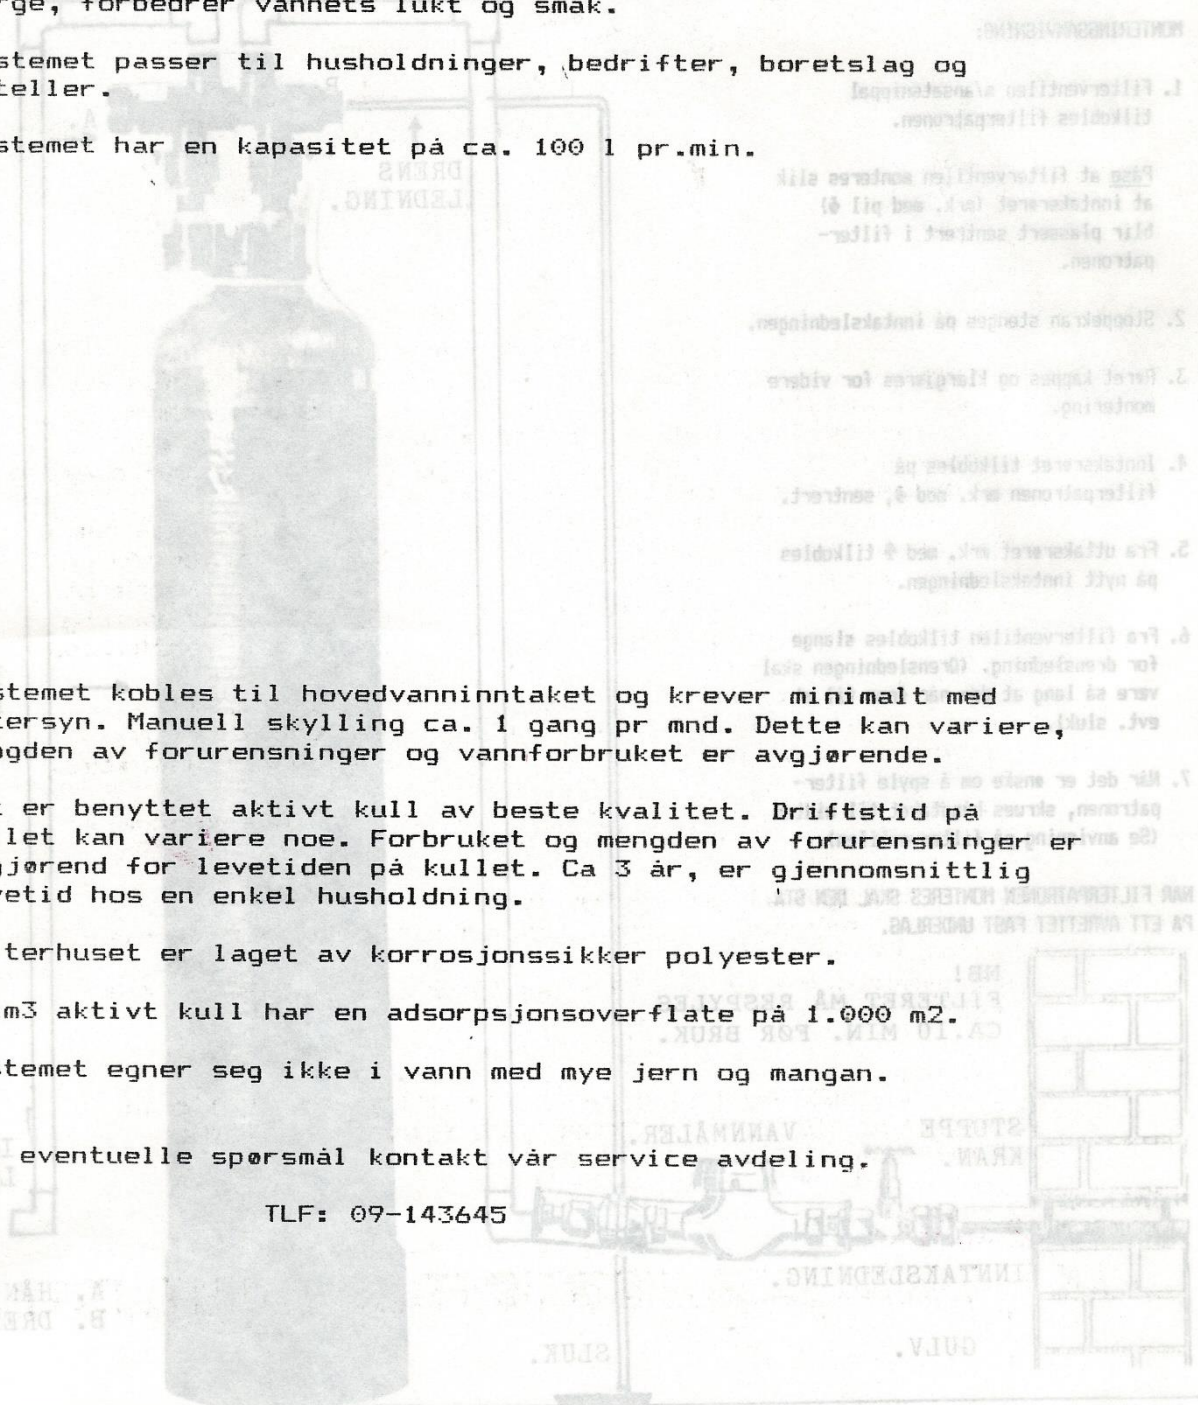 rge, forbedrer vannets lukt og smak.
stemet passer til husholdninger, bedrifter, boretslag og
teller.
stemet har en kapasitet på ca. 100 l pr.min.
stemet kobles til hovedvanninntaket og krever minimalt med
tersyn. Manuell skylling ca. 1 gang pr mnd. Dette kan variere,
ngden av forurensninger og vannforbruket er avgjørende.
t er benyttet aktivt kull av beste kvalitet. Driftstid på
let kan variere noe. Forbruket og mengden av forurensninger er
gjørend for levetiden på kullet. Ca 3 år, er gjennomsnittlig
vetid hos en enkel husholdning.
terhuset er laget av korrosjonssikker polyester.
m3 aktivt kull har en adsorpsjonsoverflate på 1.000 m2.
stemet egner seg ikke i vann med mye jern og mangan.
eventuelle spørsmål kontakt vår service avdeling.
TLF: 09-143645
MONTERINGSANVISNING:
1. Filterventilen m/ansatsnippel
tilkobles filterpatronen.
Påse at filterventilen monteres slik
at inntaksrøret (mrk. med pil
blir plassert sentrert i filter-
patronen.
2. Stoppekran stenges på inntaksledningen.
3. Røret kappes og klargjøres for videre
montering.
4. Inntaksrøret tilkobles på
filterpatronen mrk. med sentrert.
5. Fra uttaksrøret mrk. med tilkobles
på nytt inntaksledningen.
6. Fra filterventilen tilkobles slange
for drensledning. (Drensledningen skal
være så lang at
evt. sluk)
7. Når det er ønske om å spyle filter-
patronen, skrues
(Se anvisning
NÅR FILTERPATRONEN MONTERES SKAL DEN STÅ
PÅ ETT AVRETTET FAST UNDERLAG.
NB!
FILTERET MÅ BESPYLES
CA.10 MIN. FØR BRUK.
DRENS
LEDNING.
A.
B
STOPPE
KRAN.
VANNMÅLER.
INNTAKSLEDNING.
GULV.
SLUK.
A. HÅN
B. DRE